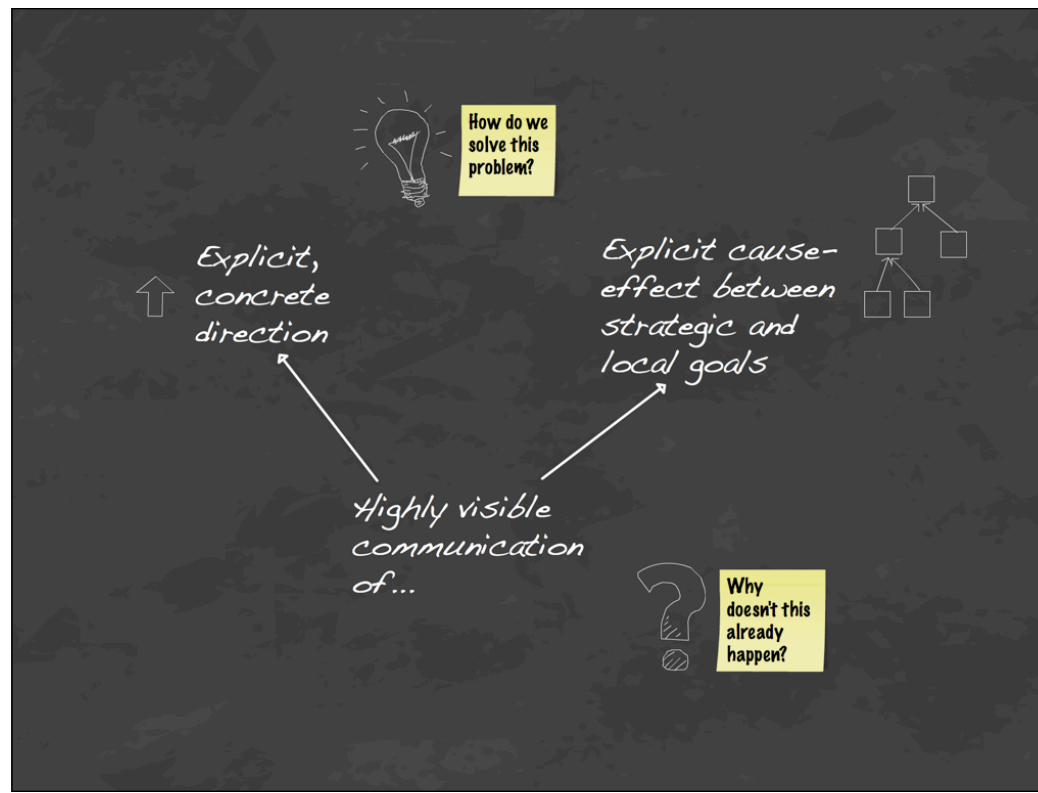 How do we
solve this
problem?
Explicit,
concrete
direction
Explicit cause-
effect between
strategic and
local goals
Highly visible
communication
of...
Why
doesn't this
already
happen?